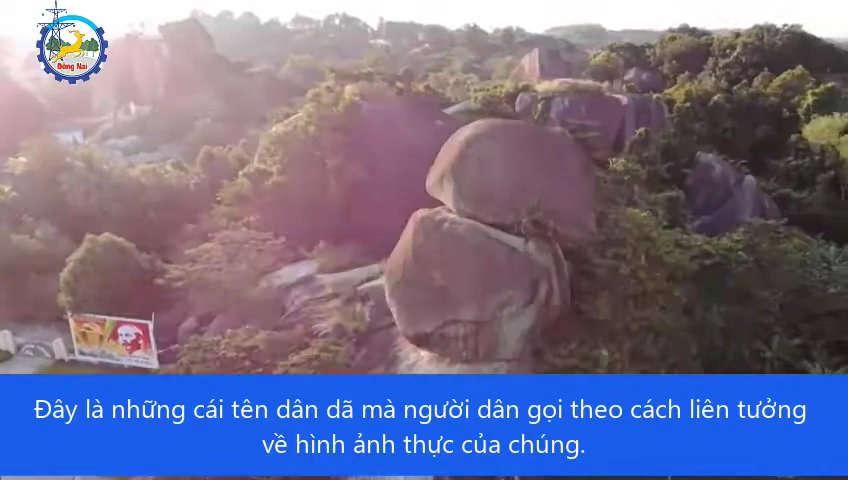 Đồng Nai
Đây là những cái tên dân dã mà người dân gọi theo cách liên tưởng
về hình ảnh thực của chúng.